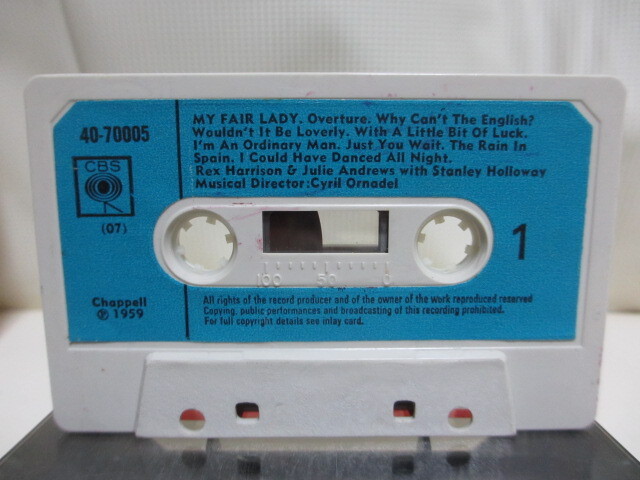 40-70005
CBS
(07)
MY FAIR LADY. Overture. Why Can't The English?
Wouldn't It Be Loverly. With A Little Bit Of Luck.
I'm An Ordinary Man. Just You Wait. The Rain In
Spain. I Could Have Danced All Night.
Rex Harrison & Julie Andrews with Stanley Holloway
Musical Director:Cyril Ornadel
100 50 0
1
Chappell
℗ 1959
All rights of the record producer and of the owner of the work reproduced reserved
Copying, public performances and broadcasting of this recording prohibited.
For full copyright details see inlay card.